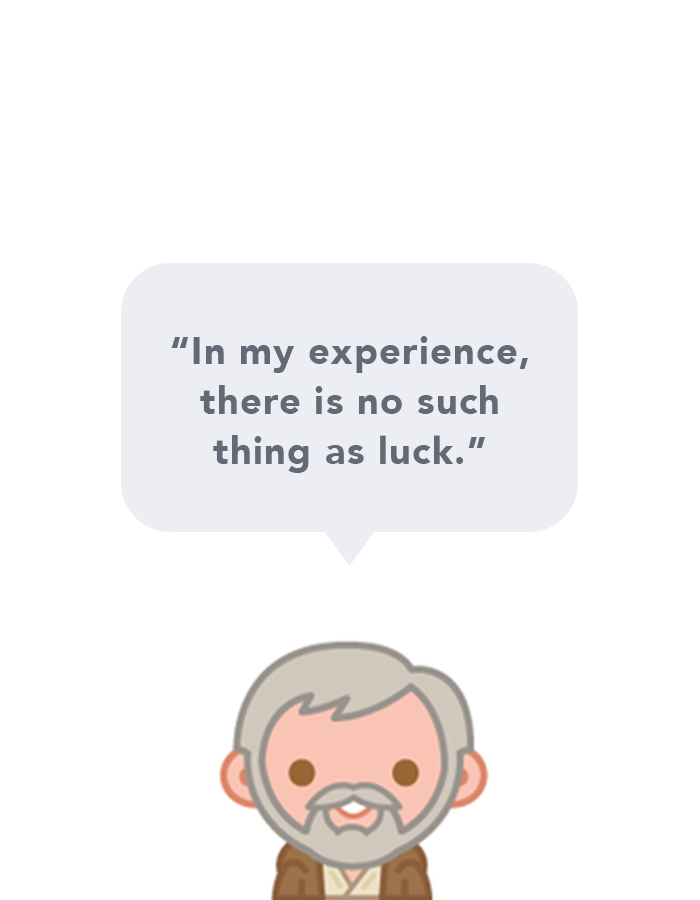 “In my experience,
there is no such
thing as luck.”